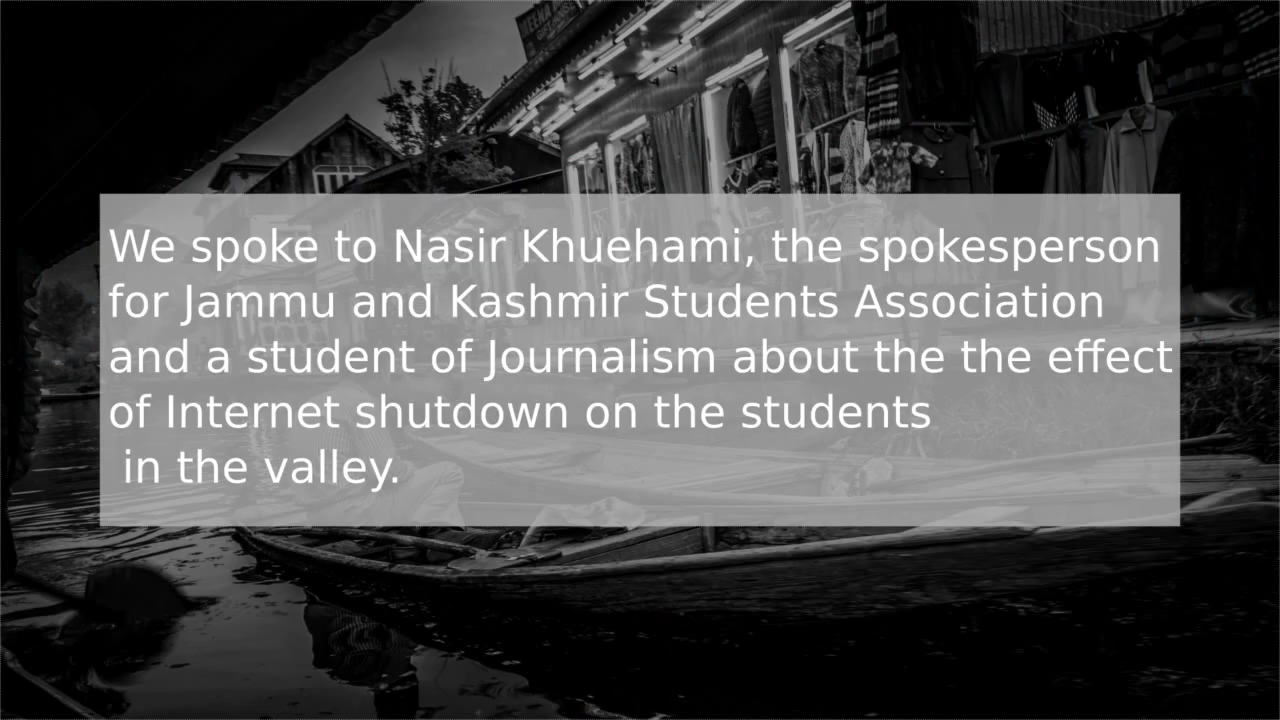 We spoke to Nasir Khuehami, the spokesperson
for Jammu and Kashmir Students Association
and a student of Journalism about the the effect
of Internet shutdown on the students
in the valley.